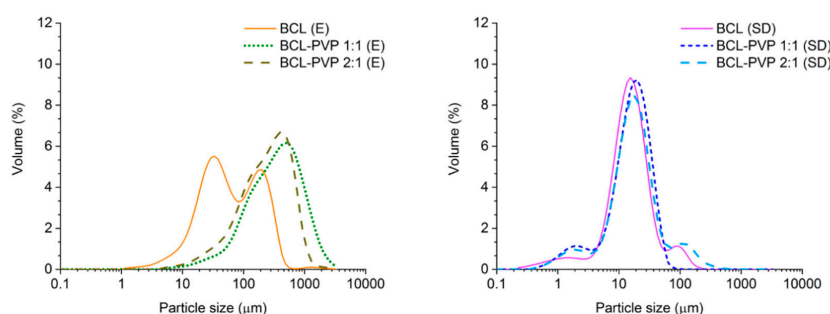 12
10
8
6
4
2
0
Volume (%)
BCL (E)
BCL-PVP 1:1 (E)
BCL-PVP 2:1 (E)
0.1 1 10 100 1000 10000
Particle size (μm)
12
10
8
6
4
2
0
Volume (%)
BCL (SD)
BCL-PVP 1:1 (SD)
BCL-PVP 2:1 (SD)
0.1 1 10 100 1000 10000
Particle size (μm)